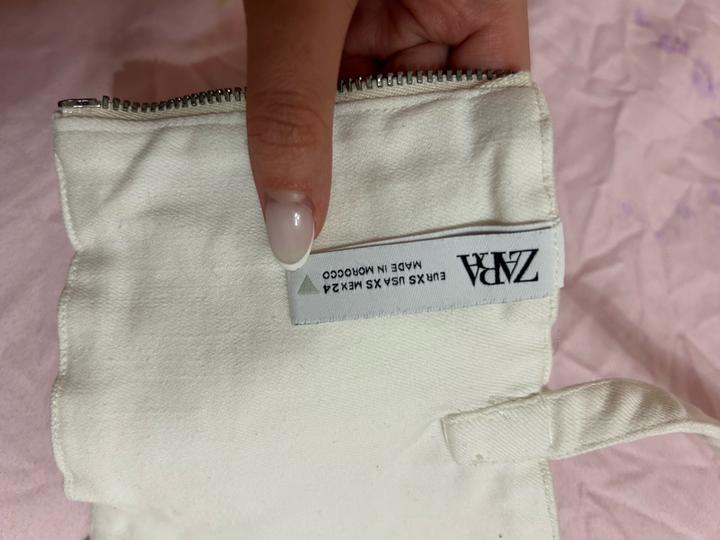 ZARA
EUR XS USA XS MEX 24
MADE IN MOROCCO